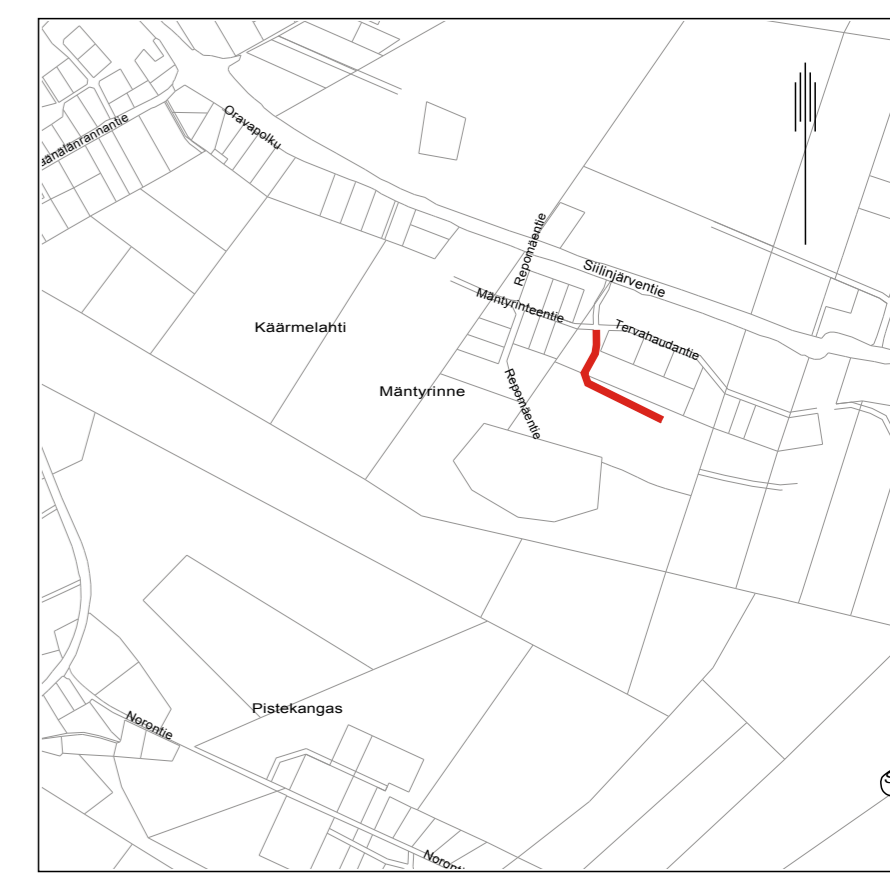 Oravapolku
Repomäentie
Siilinjärventie
Mäntyrinteentie
Tervahaudantie
Käärmelahti
Mäntyrinne
Repomäentie
Pistekangas
Norontie